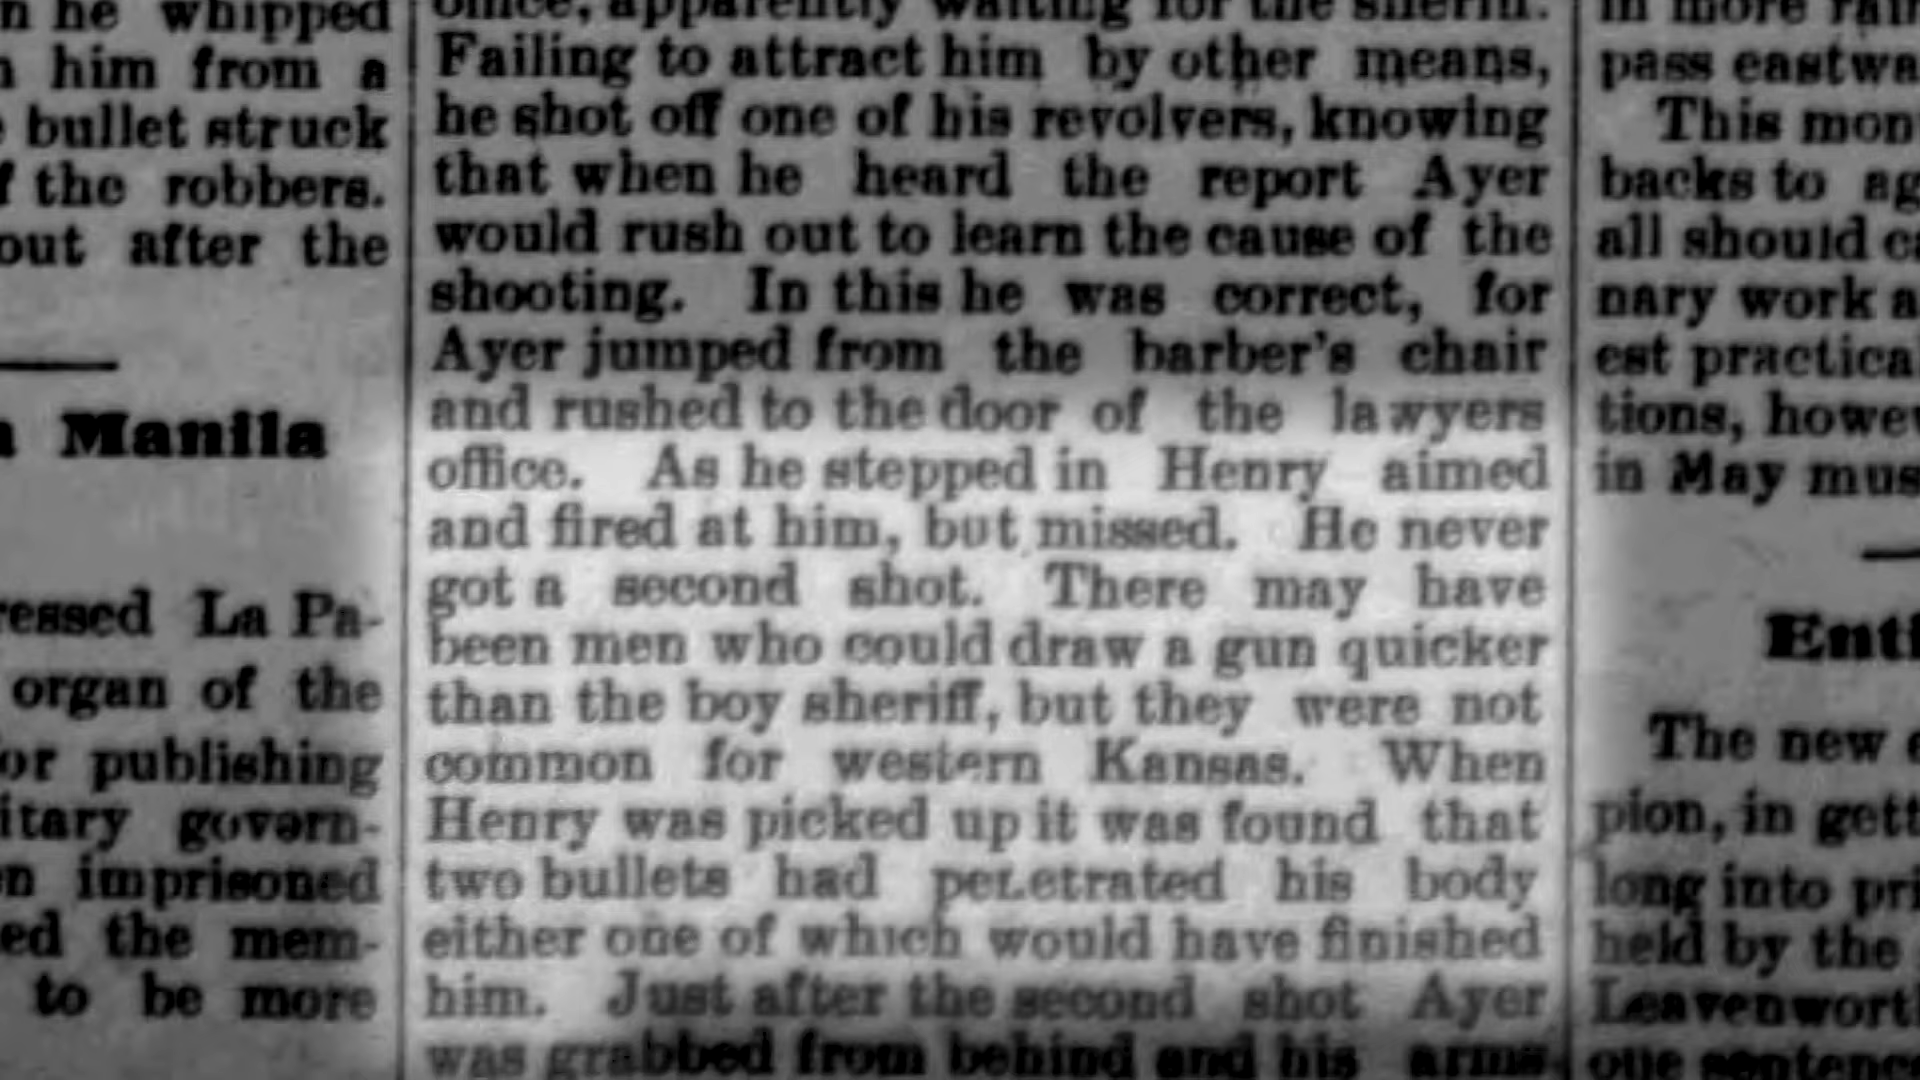 n he whipped
him from a
bullet struck
f the robbers.
out after the
Manila
ressed La Pa-
organ of the
or publishing
itary govern-
n imprisoned
ed the mem-
to be more
office, apparently waiting for the sheriff.
Failing to attract him by other means,
he shot off one of his revolvers, knowing
that when he heard the report Ayer
would rush out to learn the cause of the
shooting. In this he was correct, for
Ayer jumped from the barber's chair
and rushed to the door of the lawyers
office. As he stepped in Henry aimed
and fired at him, but missed. He never
got a second shot. There may have
been men who could draw a gun quicker
than the boy sheriff, but they were not
common for western Kansas. When
Henry was picked up it was found that
two bullets had penetrated his body
either one of which would have finished
him. Just after the second shot Ayer
was grabbed from behind and his arms
in more
pass eastwa
This mon
backs to ag
all should ca
nary work a
est practical
tions, howev
in May mus
Enti
The new e
pion, in gett
long into pri
held by the
Leavenwort
one sentenc